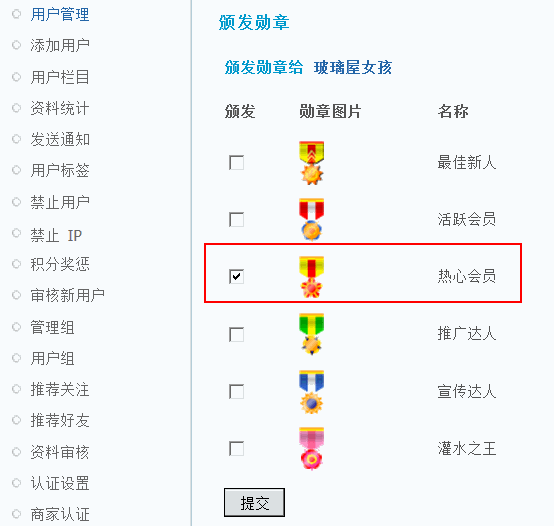 用户管理
添加用户
用户栏目
资料统计
发送通知
用户标签
禁止用户
禁止 IP
积分奖惩
审核新用户
管理组
用户组
推荐关注
推荐好友
资料审核
认证设置
商家认证
颁发勋章
颁发勋章给 玻璃屋女孩
颁发 勋章图片 名称
最佳新人
活跃会员
热心会员
推广达人
宣传达人
灌水之王
提交